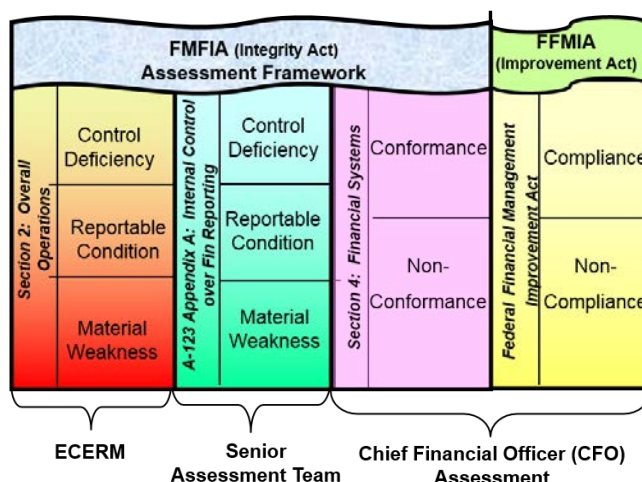 FMFIA (Integrity Act)
Assessment Framework
FFMIA
(Improvement Act)
Section 2: Overall
Operations
Control
Deficiency
Reportable
Condition
Material
Weakness
A-123 Appendix A: Internal Control
over Fin Reporting
Control
Deficiency
Reportable
Condition
Material
Weakness
Section 4: Financial Systems
Conformance
Non-
Conformance
Federal Financial Management
Improvement Act
Compliance
Non-
Compliance
ECERM
Senior
Assessment Team
Chief Financial Officer (CFO)
Assessment